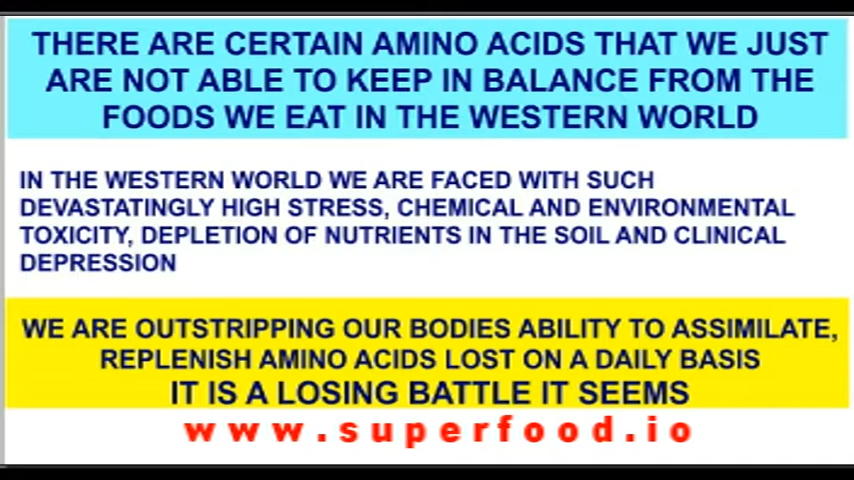 THERE ARE CERTAIN AMINO ACIDS THAT WE JUST
ARE NOT ABLE TO KEEP IN BALANCE FROM THE
FOODS WE EAT IN THE WESTERN WORLD
IN THE WESTERN WORLD WE ARE FACED WITH SUCH
DEVASTATINGLY HIGH STRESS, CHEMICAL AND ENVIRONMENTAL
TOXICITY, DEPLETION OF NUTRIENTS IN THE SOIL AND CLINICAL
DEPRESSION
WE ARE OUTSTRIPPING OUR BODIES ABILITY TO ASSIMILATE,
REPLENISH AMINO ACIDS LOST ON A DAILY BASIS
IT IS A LOSING BATTLE IT SEEMS
www.superfood.io